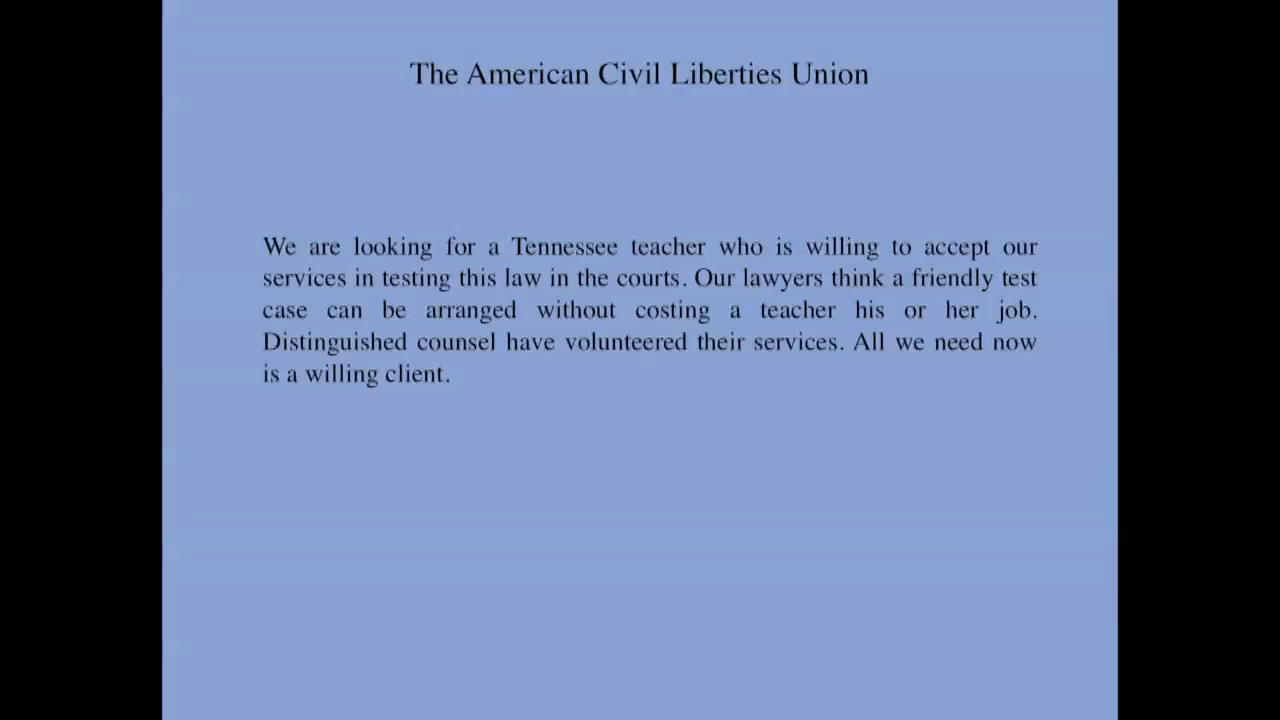 The American Civil Liberties Union
We are looking for a Tennessee teacher who is willing to accept our
services in testing this law in the courts. Our lawyers think a friendly test
case can be arranged without costing a teacher his or her job.
Distinguished counsel have volunteered their services. All we need now
is a willing client.